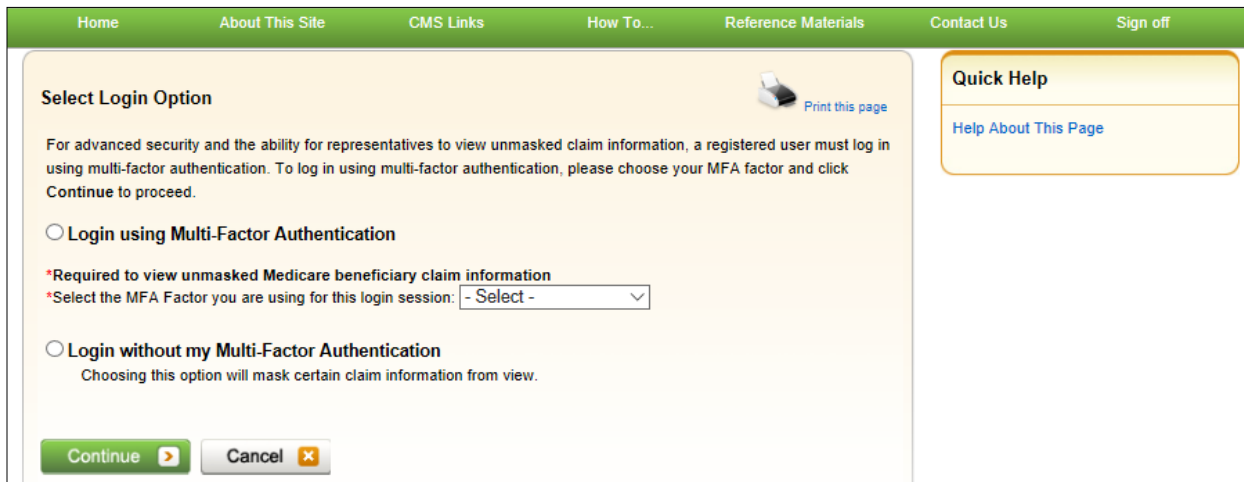 Home About This Site CMS Links How To... Reference Materials Contact Us Sign off
Select Login Option
Print this page
For advanced security and the ability for representatives to view unmasked claim information, a registered user must log in
using multi-factor authentication. To log in using multi-factor authentication, please choose your MFA factor and click
Continue to proceed.
Login using Multi-Factor Authentication
*Required to view unmasked Medicare beneficiary claim information
*Select the MFA Factor you are using for this login session: - Select -
Login without my Multi-Factor Authentication
Choosing this option will mask certain claim information from view.
Continue Cancel
Quick Help
Help About This Page